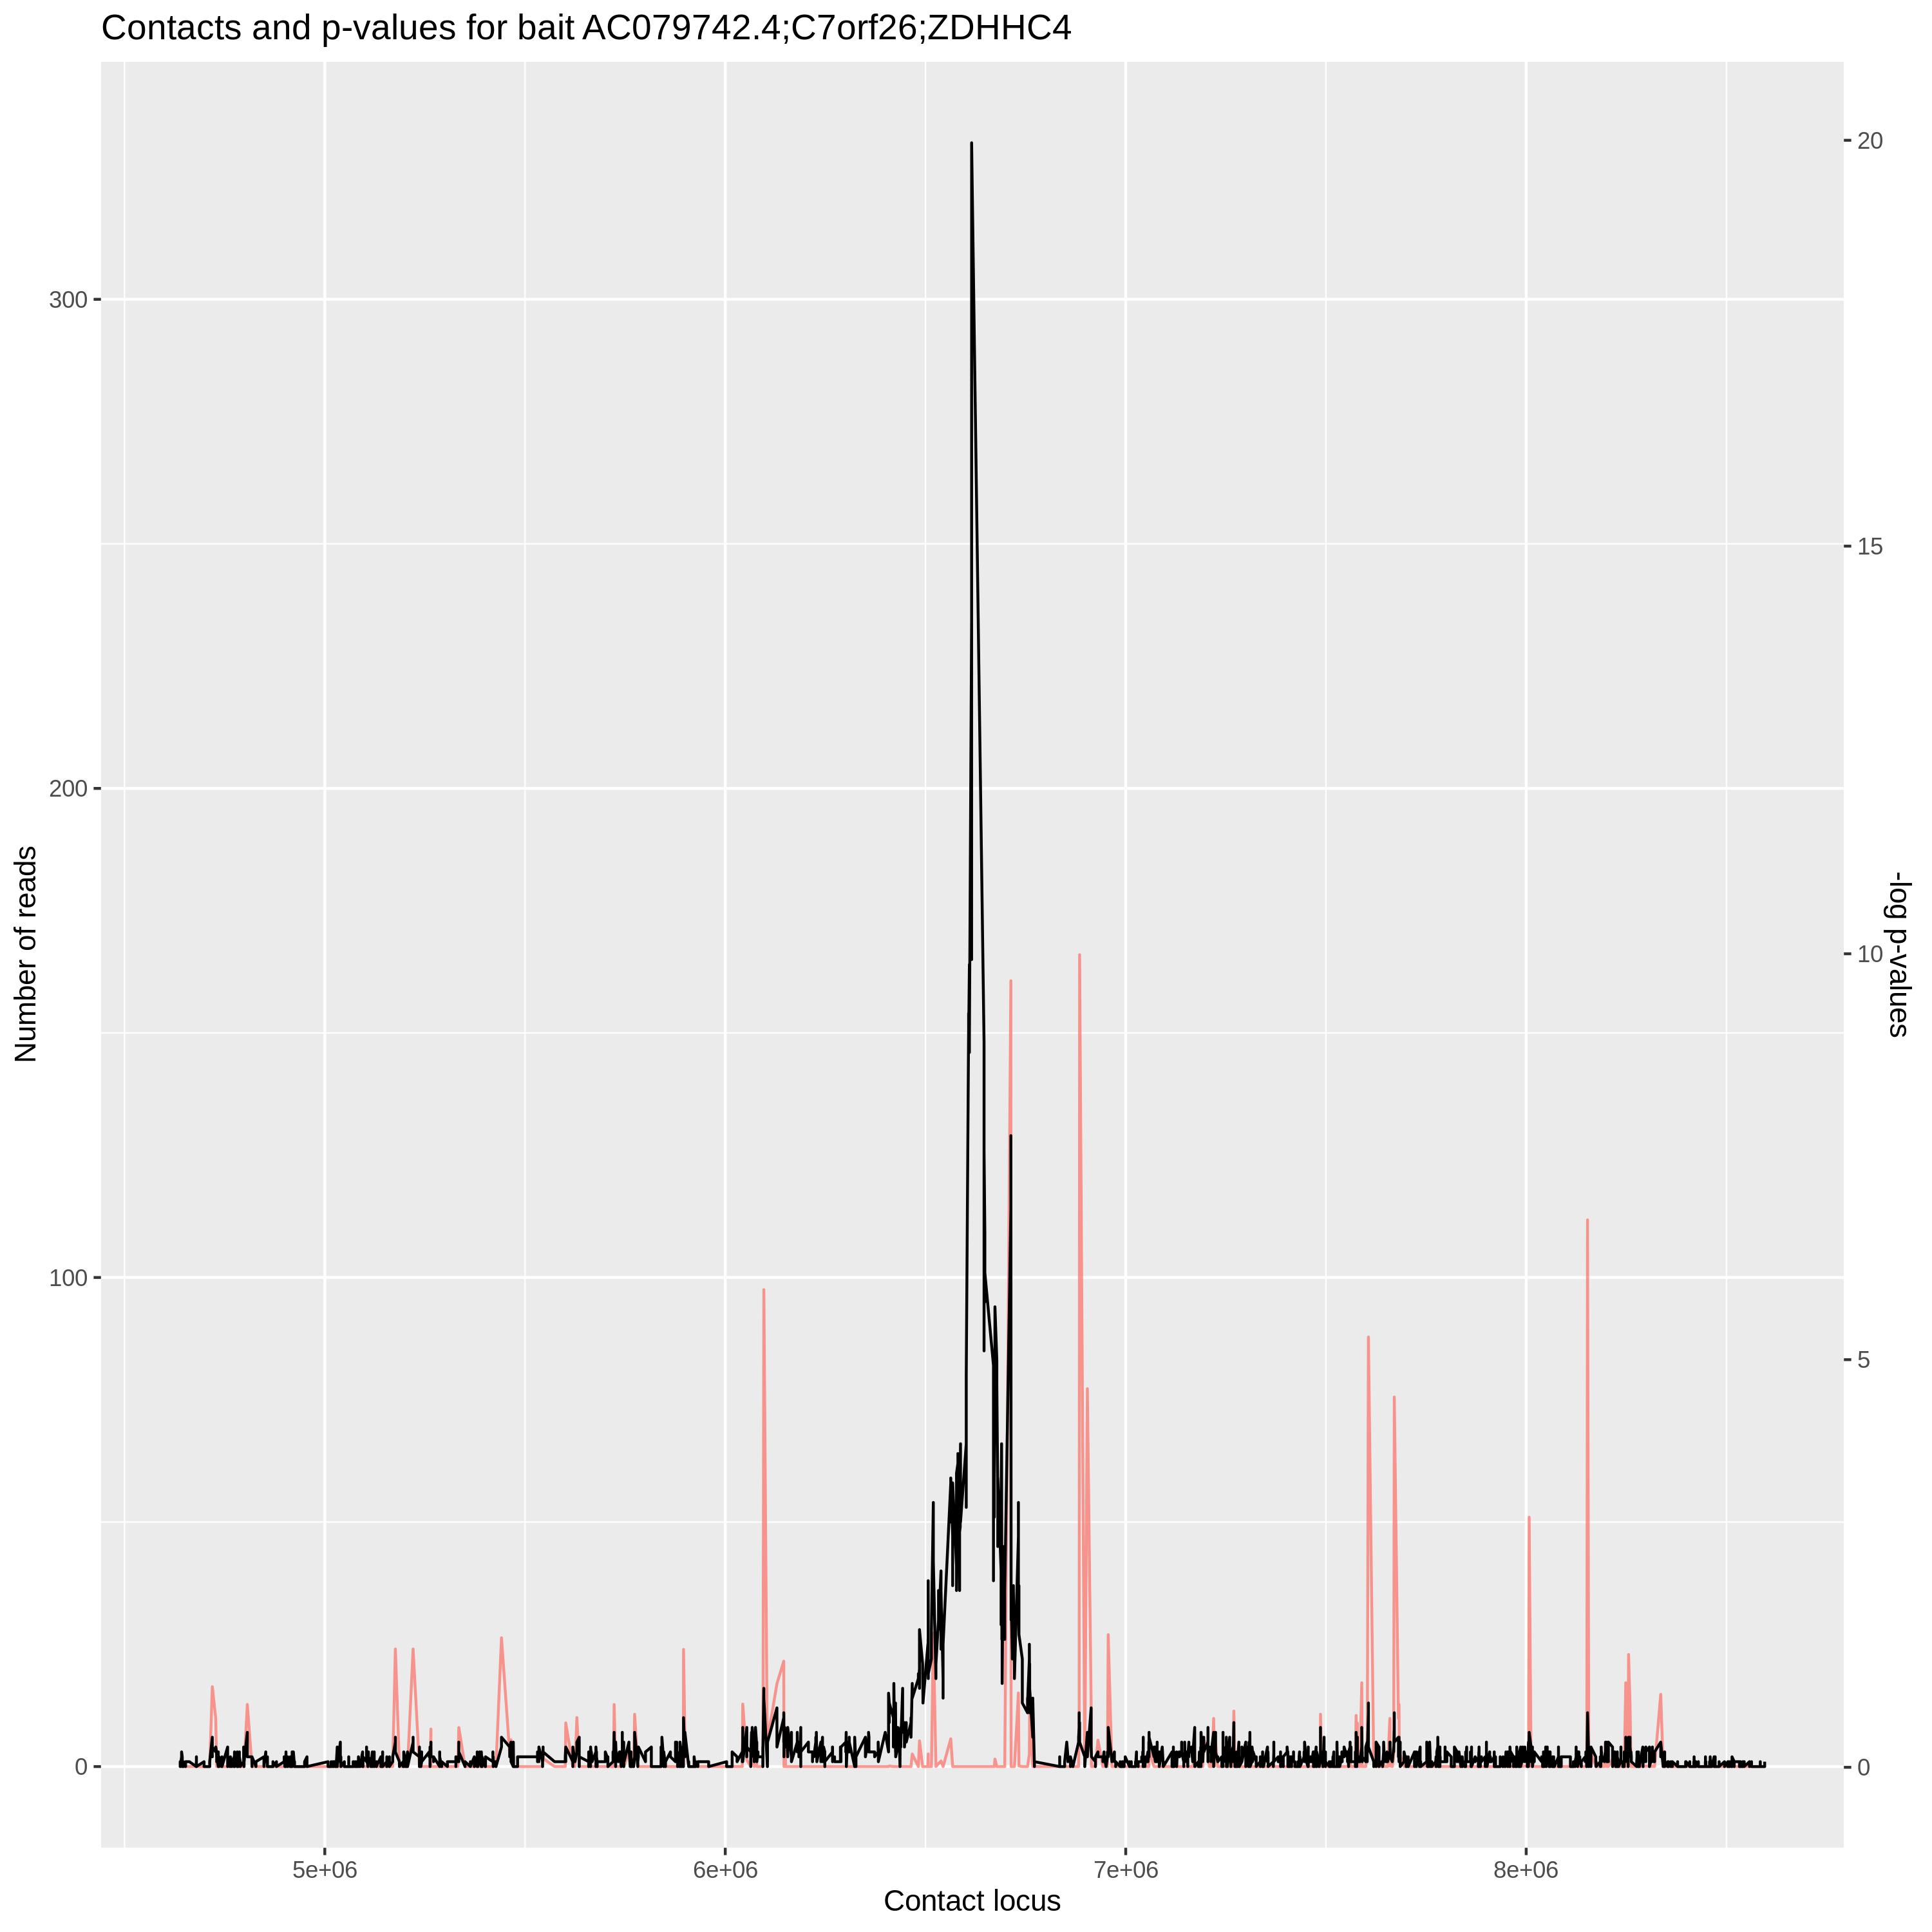 Contacts and p-values for bait AC079742.4;C7orf26;ZDHHC4
Number of reads
300
200
100
0
20
15
10
5
0
-log p-values
5e+06
6e+06
7e+06
8e+06
Contact locus